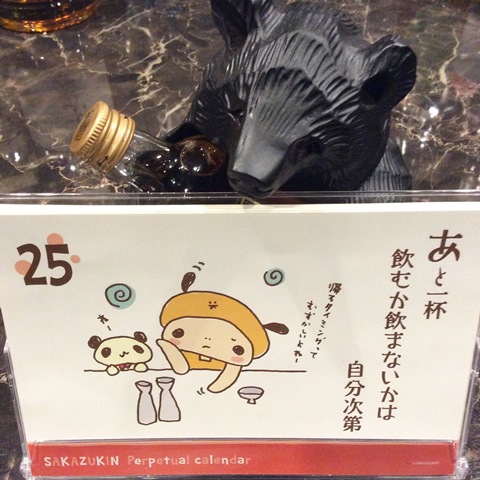 25
あと一杯
飲むか飲まないかは
自分次第
帰るタイミングって
むずかしいよねー
ねー
SAKAZUKIN Perpetual calendar